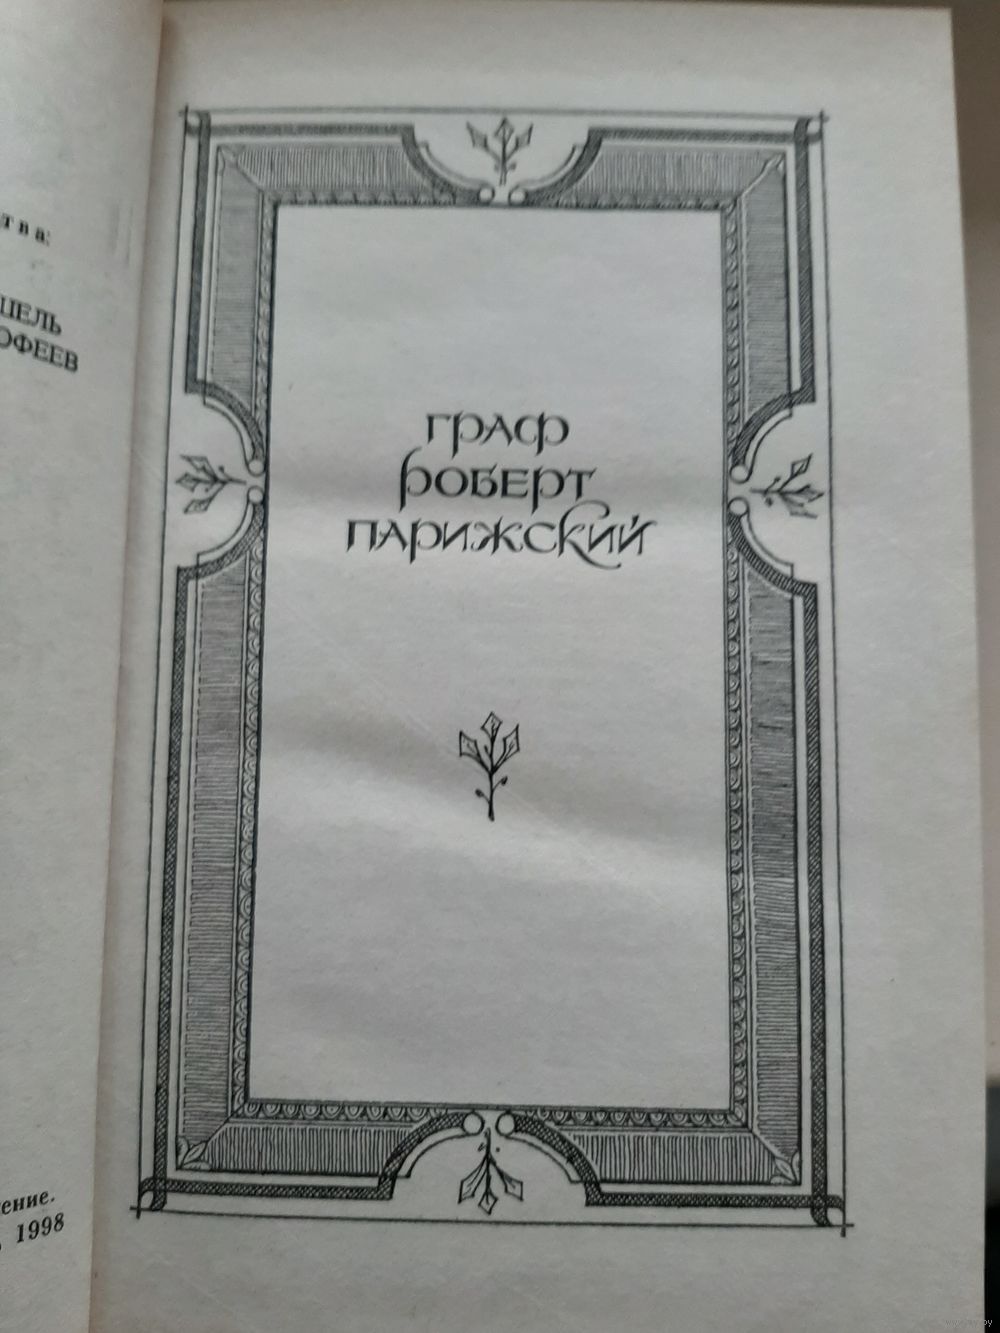 т в а:
ЦЕЛЬ
ОФЕЕВ
ение.
, 1998
ГРАФ
РОБЕРТ
ПАРИЖСКИЙ